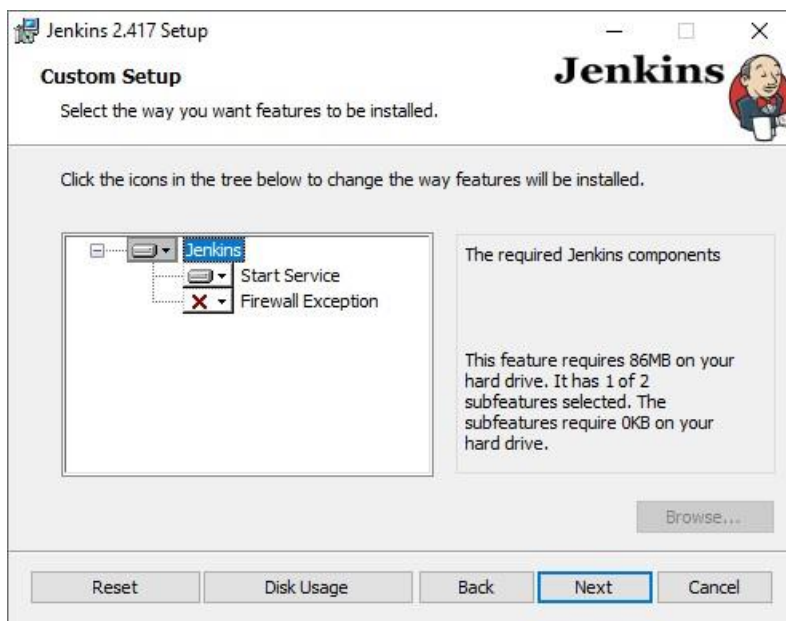 Jenkins 2.417 Setup
Custom Setup
Jenkins
Select the way you want features to be installed.
Click the icons in the tree below to change the way features will be installed.
Jenkins
Start Service
Firewall Exception
The required Jenkins components
This feature requires 86MB on your
hard drive. It has 1 of 2
subfeatures selected. The
subfeatures require 0KB on your
hard drive.
Browse...
Reset
Disk Usage
Back
Next
Cancel